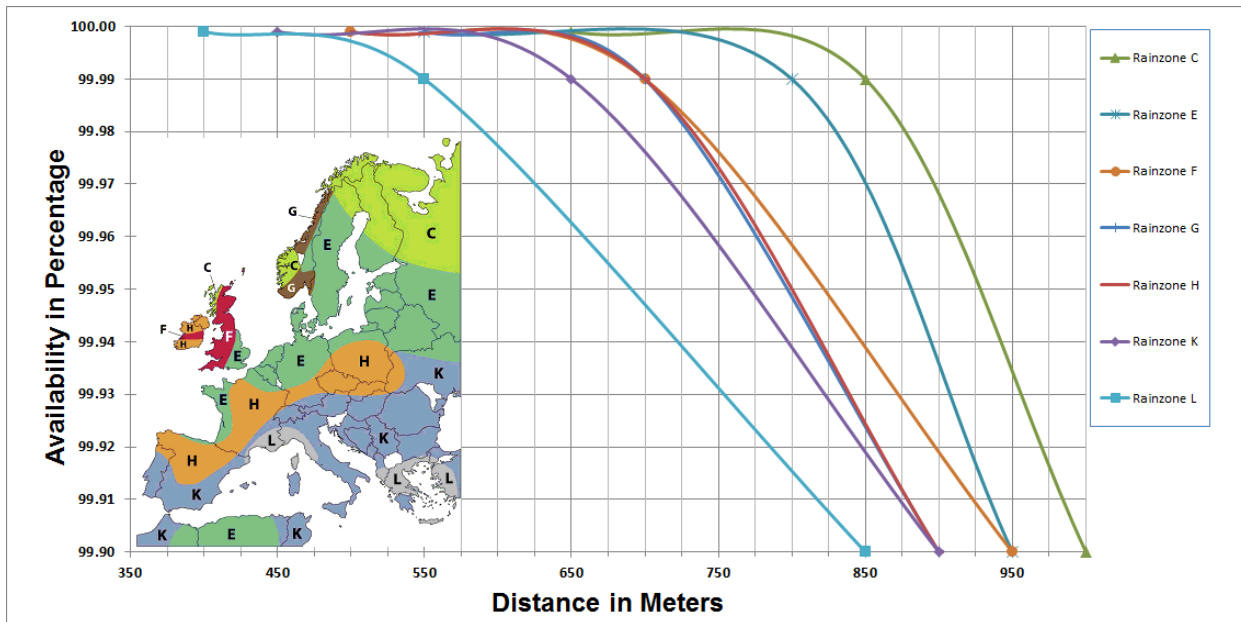 100.00
99.99
99.98
99.97
99.96
99.95
99.94
99.93
99.92
99.91
99.90
Availability in Percentage
350
450
550
650
750
850
950
Distance in Meters
Rainzone C
Rainzone E
Rainzone F
Rainzone G
Rainzone H
Rainzone K
Rainzone L
G
E
C
C
C
G
E
F
H
F
H
E
E
H
K
E
H
L
K
H
L
L
K
K
E
K